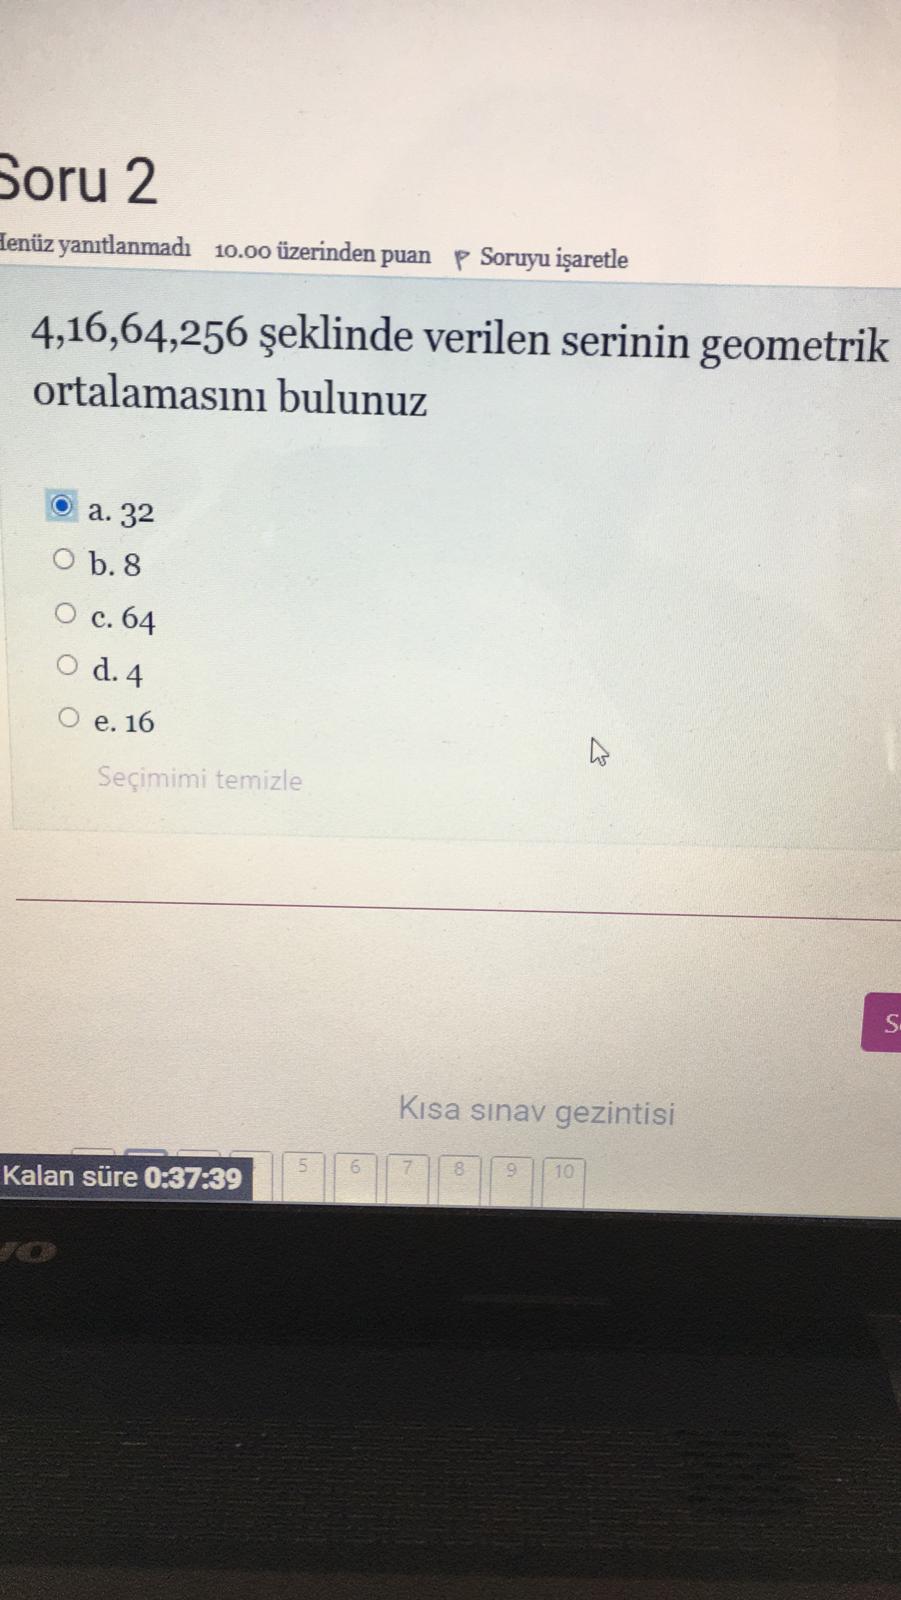 Soru 2
Henüz yanıtlanmadı 10.00 üzerinden puan Soruyu işaretle
4,16,64,256 şeklinde verilen serinin geometrik
ortalamasını bulunuz
a. 32
b. 8
c. 64
d. 4
e. 16
Seçimimi temizle
Kısa sınav gezintisi
5 6 7 8 9 10
Kalan süre 0:37:39